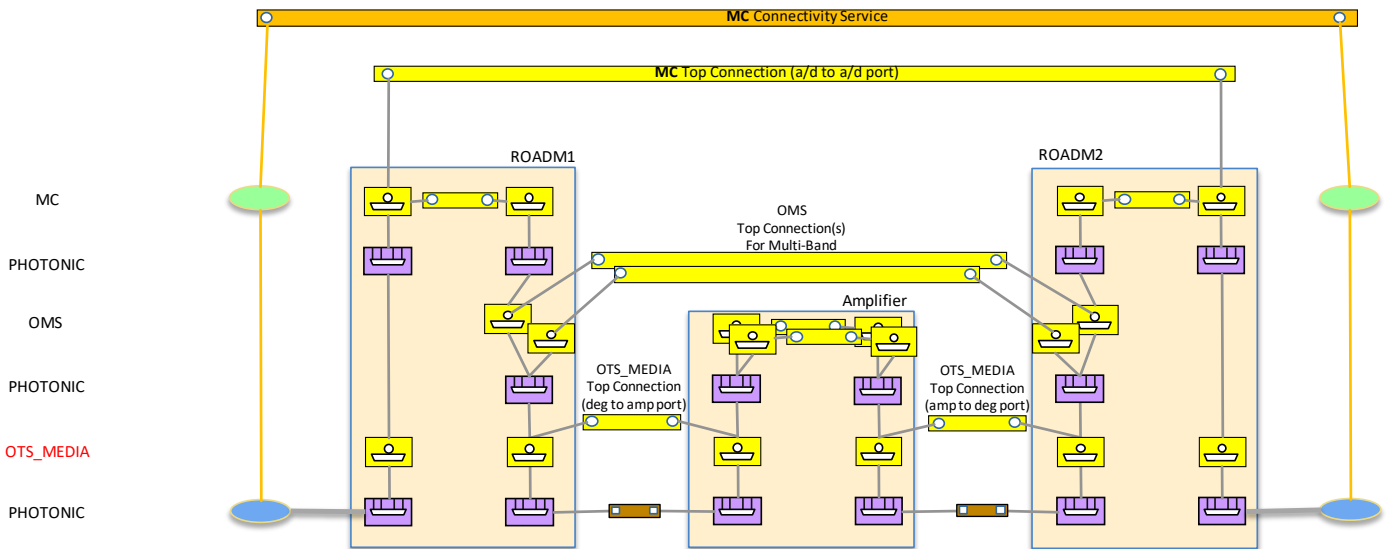 MC Connectivity Service
MC Top Connection (a/d to a/d port)
ROADM1
ROADM2
MC
OMS
Top Connection(s)
For Multi-Band
PHOTONIC
Amplifier
OMS
OTS_MEDIA
Top Connection
(deg to amp port)
OTS_MEDIA
Top Connection
(amp to deg port)
PHOTONIC
OTS_MEDIA
PHOTONIC